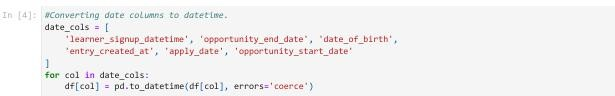 In [4]: #Converting date columns to datetime.
date_cols = [
    'learner_signup_datetime', 'opportunity_end_date', 'date_of_birth',
    'entry_created_at', 'apply_date', 'opportunity_start_date'
]
for col in date_cols:
    df[col] = pd.to_datetime(df[col], errors='coerce')